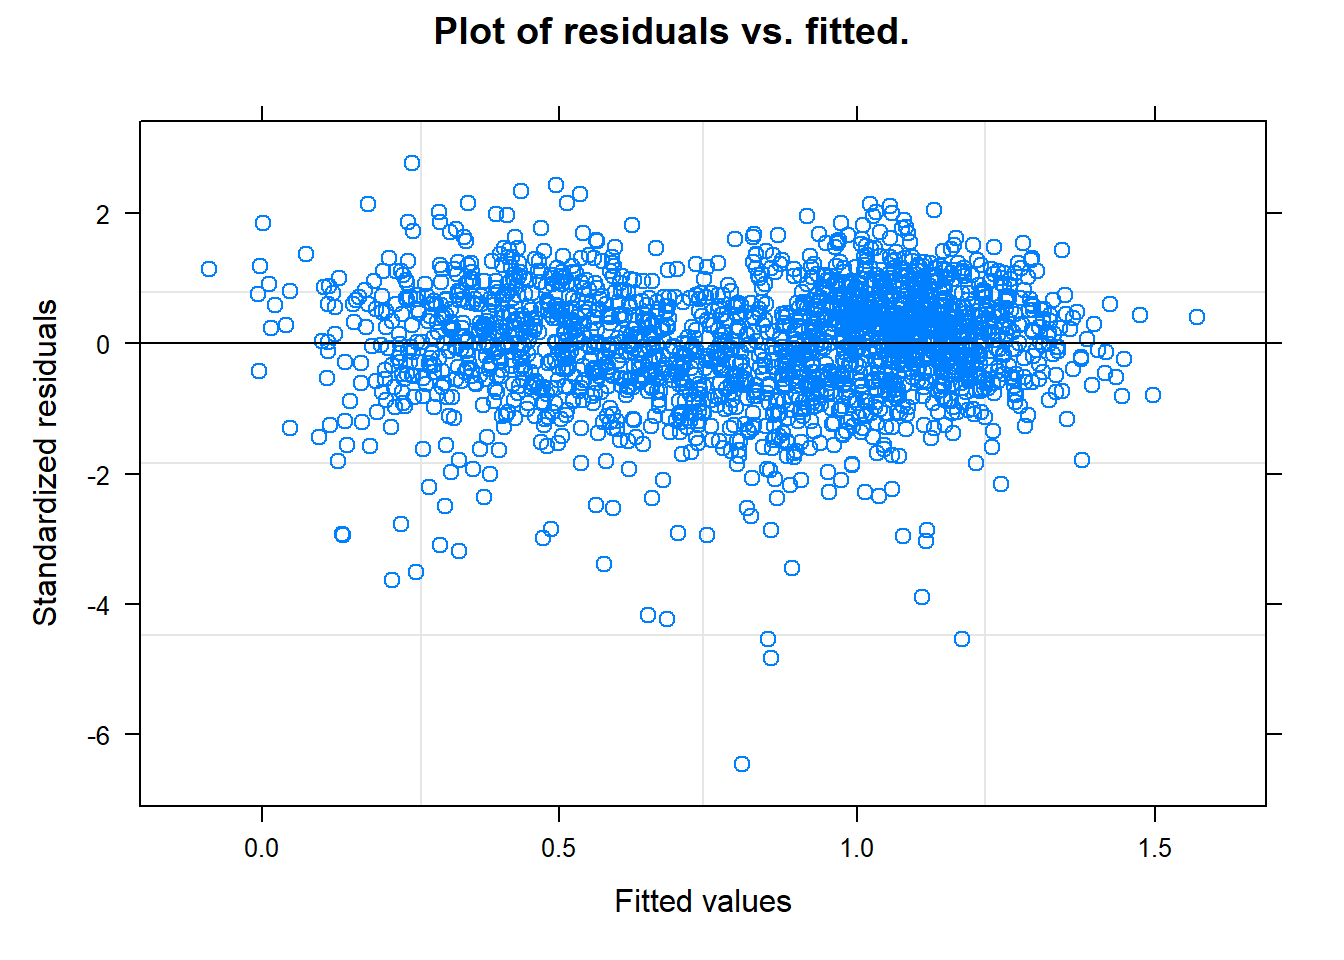 Plot of residuals vs. fitted.
2
0
-2
-4
-6
Standardized residuals
0.0 0.5 1.0 1.5
Fitted values